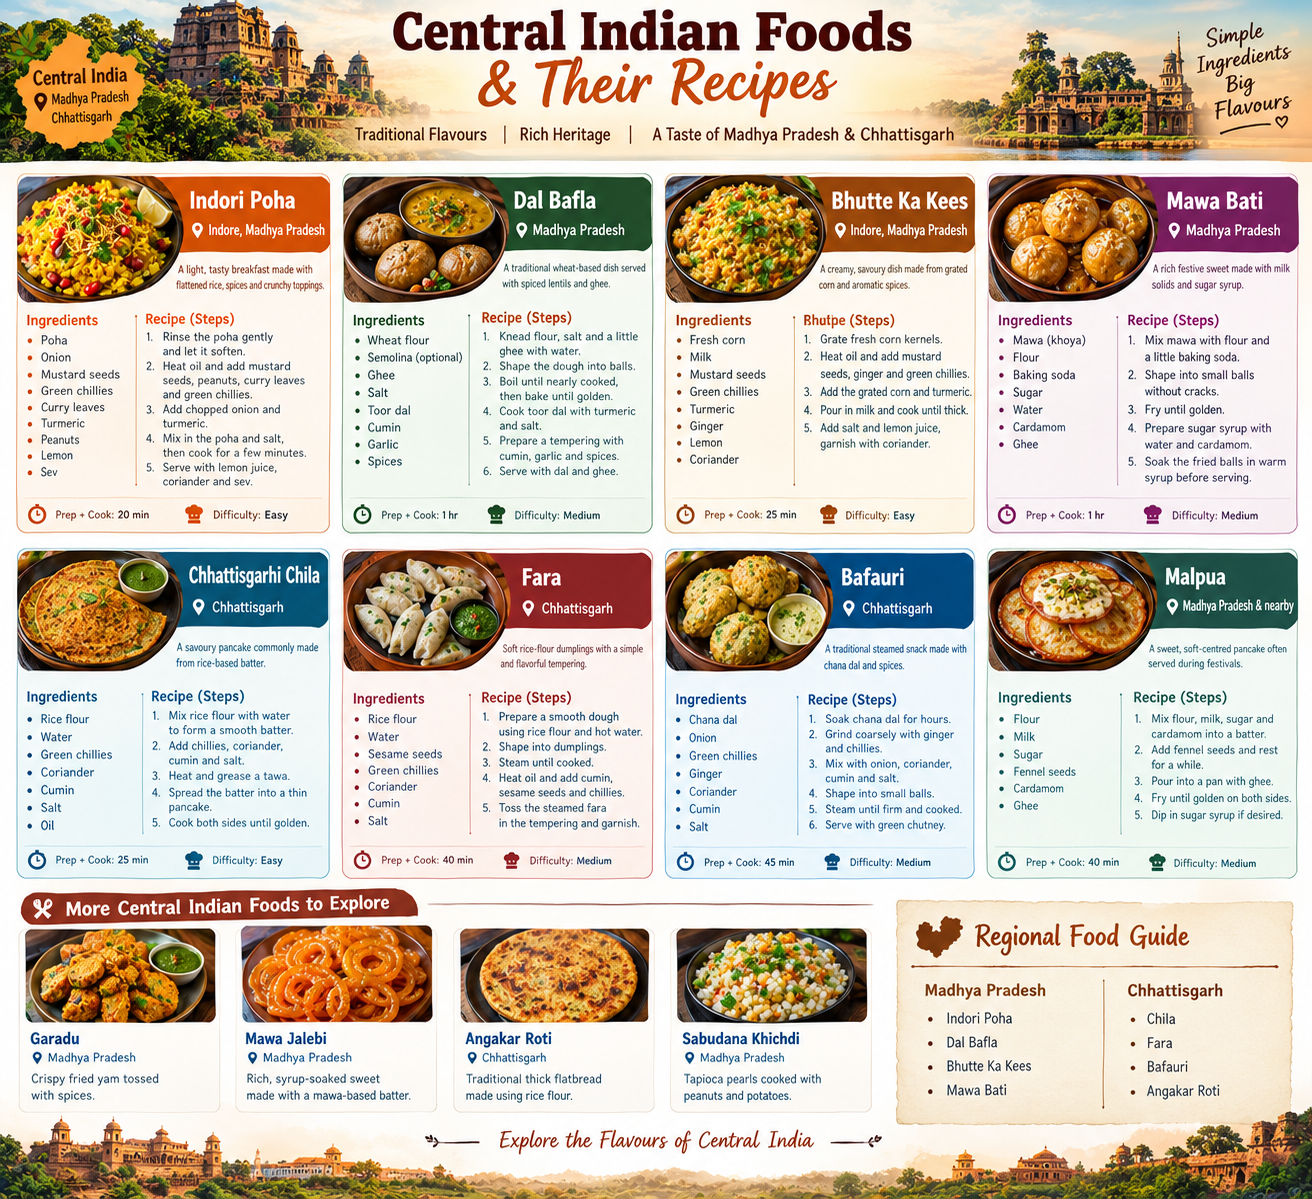 Central Indian Foods
& Their Recipes
Traditional Flavours | Rich Heritage | A Taste of Madhya Pradesh & Chhattisgarh
Central India
Madhya Pradesh
Chhattisgarh
Simple
Ingredients
Big
Flavours
Indori Poha
Indore, Madhya Pradesh
A light, tasty breakfast made with
flattened rice, spices and crunchy toppings.
Ingredients
• Poha
• Onion
• Mustard seeds
• Green chillies
• Curry leaves
• Turmeric
• Peanuts
• Lemon
• Sev
Recipe (Steps)
1. Rinse the poha gently
and let it soften.
2. Heat oil and add mustard
seeds, peanuts, curry leaves
and green chillies.
3. Add chopped onion and
turmeric.
4. Mix in the poha and salt,
then cook for a few minutes.
5. Serve with lemon juice,
coriander and sev.
Prep + Cook: 20 min
Difficulty: Easy
Dal Bafla
Madhya Pradesh
A traditional wheat-based dish served
with spiced lentils and ghee.
Ingredients
• Wheat flour
• Semolina (optional)
• Ghee
• Salt
• Toor dal
• Cumin
• Garlic
• Spices
Recipe (Steps)
1. Knead flour, salt and a little
ghee with water.
2. Shape the dough into balls.
3. Boil until nearly cooked,
then bake until golden.
4. Cook toor dal with turmeric
and salt.
5. Prepare a tempering with
cumin, garlic and spices.
6. Serve with dal and ghee.
Prep + Cook: 1 hr
Difficulty: Medium
Bhutte Ka Kees
Indore, Madhya Pradesh
A creamy, savoury dish made from grated
corn and aromatic spices.
Ingredients
• Fresh corn
• Milk
• Mustard seeds
• Green chillies
• Turmeric
• Ginger
• Lemon
• Coriander
Bhutpe (Steps)
1. Grate fresh corn kernels.
2. Heat oil and add mustard
seeds, ginger and green chillies.
3. Add the grated corn and turmeric.
4. Pour in milk and cook until thick.
5. Add salt and lemon juice,
garnish with coriander.
Prep + Cook: 25 min
Difficulty: Easy
Mawa Bati
Madhya Pradesh
A rich festive sweet made with milk
solids and sugar syrup.
Ingredients
• Mawa (khoya)
• Flour
• Baking soda
• Sugar
• Water
• Cardamom
• Ghee
Recipe (Steps)
1. Mix mawa with flour and
a little baking soda.
2. Shape into small balls
without cracks.
3. Fry until golden.
4. Prepare sugar syrup with
water and cardamom.
5. Soak the fried balls in warm
syrup before serving.
Prep + Cook: 1 hr
Difficulty: Medium
Chhattisgarhi Chila
Chhattisgarh
A savoury pancake commonly made
from rice-based batter.
Ingredients
• Rice flour
• Water
• Green chillies
• Coriander
• Cumin
• Salt
• Oil
Recipe (Steps)
1. Mix rice flour with water
to form a smooth batter.
2. Add chillies, coriander,
cumin and salt.
3. Heat and grease a tawa.
4. Spread the batter into a thin
pancake.
5. Cook both sides until golden.
Prep + Cook: 25 min
Difficulty: Easy
Fara
Chhattisgarh
Soft rice-flour dumplings with a simple
and flavorful tempering.
Ingredients
• Rice flour
• Water
• Sesame seeds
• Green chillies
• Coriander
• Cumin
• Salt
Recipe (Steps)
1. Prepare a smooth dough
using rice flour and hot water.
2. Shape into dumplings.
3. Steam until cooked.
4. Heat oil and add cumin,
sesame seeds and chillies.
5. Toss the steamed fara
in the tempering and garnish.
Prep + Cook: 40 min
Difficulty: Medium
Bafauri
Chhattisgarh
A traditional steamed snack made with
chana dal and spices.
Ingredients
• Chana dal
• Onion
• Green chillies
• Ginger
• Coriander
• Cumin
• Salt
Recipe (Steps)
1. Soak chana dal for hours.
2. Grind coarsely with ginger
and chillies.
3. Mix with onion, coriander,
cumin and salt.
4. Shape into small balls.
5. Steam until firm and cooked.
6. Serve with green chutney.
Prep + Cook: 45 min
Difficulty: Medium
Malpua
Madhya Pradesh & nearby
A sweet, soft-centred pancake often
served during festivals.
Ingredients
• Flour
• Milk
• Sugar
• Fennel seeds
• Cardamom
• Ghee
Recipe (Steps)
1. Mix flour, milk, sugar and
cardamom into a batter.
2. Add fennel seeds and rest
for a while.
3. Pour into a pan with ghee.
4. Fry until golden on both sides.
5. Dip in sugar syrup if desired.
Prep + Cook: 40 min
Difficulty: Medium
More Central Indian Foods to Explore
Garadu
Madhya Pradesh
Crispy fried yam tossed
with spices.
Mawa Jalebi
Madhya Pradesh
Rich, syrup-soaked sweet
made with a mawa-based batter.
Angakar Roti
Chhattisgarh
Traditional thick flatbread
made using rice flour.
Sabudana Khichdi
Madhya Pradesh
Tapioca pearls cooked with
peanuts and potatoes.
Regional Food Guide
Madhya Pradesh
• Indori Poha
• Dal Bafla
• Bhutte Ka Kees
• Mawa Bati
Chhattisgarh
• Chila
• Fara
• Bafauri
• Angakar Roti
Explore the Flavours of Central India